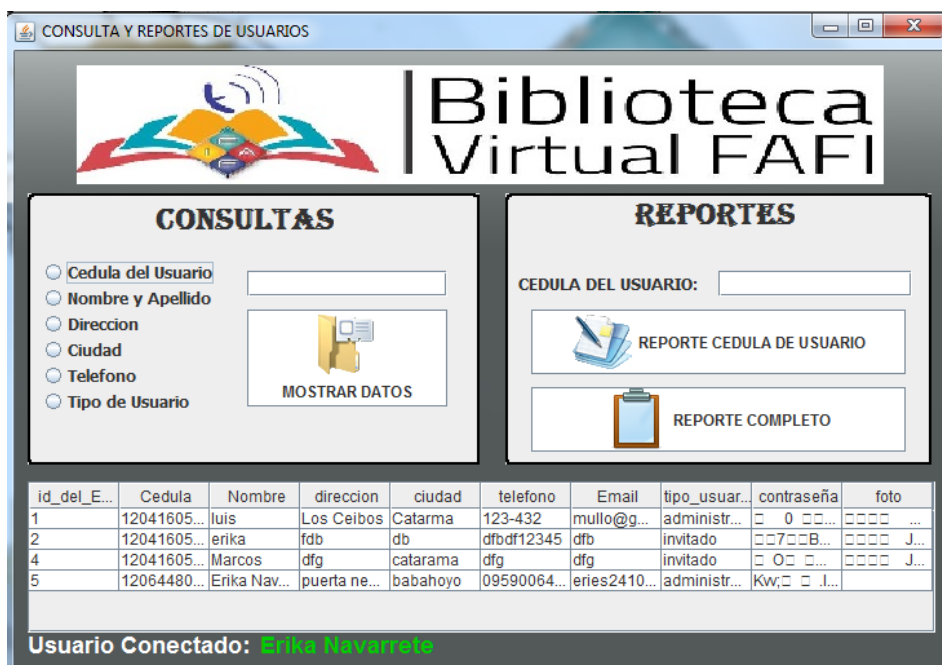 CONSULTA Y REPORTES DE USUARIOS
Biblioteca
Virtual FAFI
CONSULTAS
Cedula del Usuario
Nombre y Apellido
Direccion
Ciudad
Telefono
Tipo de Usuario
MOSTRAR DATOS
REPORTES
CEDULA DEL USUARIO:
REPORTE CEDULA DE USUARIO
REPORTE COMPLETO
id_del_E... Cedula Nombre direccion ciudad telefono Email tipo_usuar... contraseña foto
1 12041605... luis Los Ceibos Catarma 123-432 mullo@g... administr... 0 ...
2 12041605... erika fdb db dfbdf12345 dfb invitado 7 B... J...
4 12041605... Marcos dfg catarama dfg dfg invitado O ... J...
5 12064480... Erika Nav... puerta ne... babahoyo 09590064... eries2410... administr... Kw; .I...
Usuario Conectado: Erika Navarrete